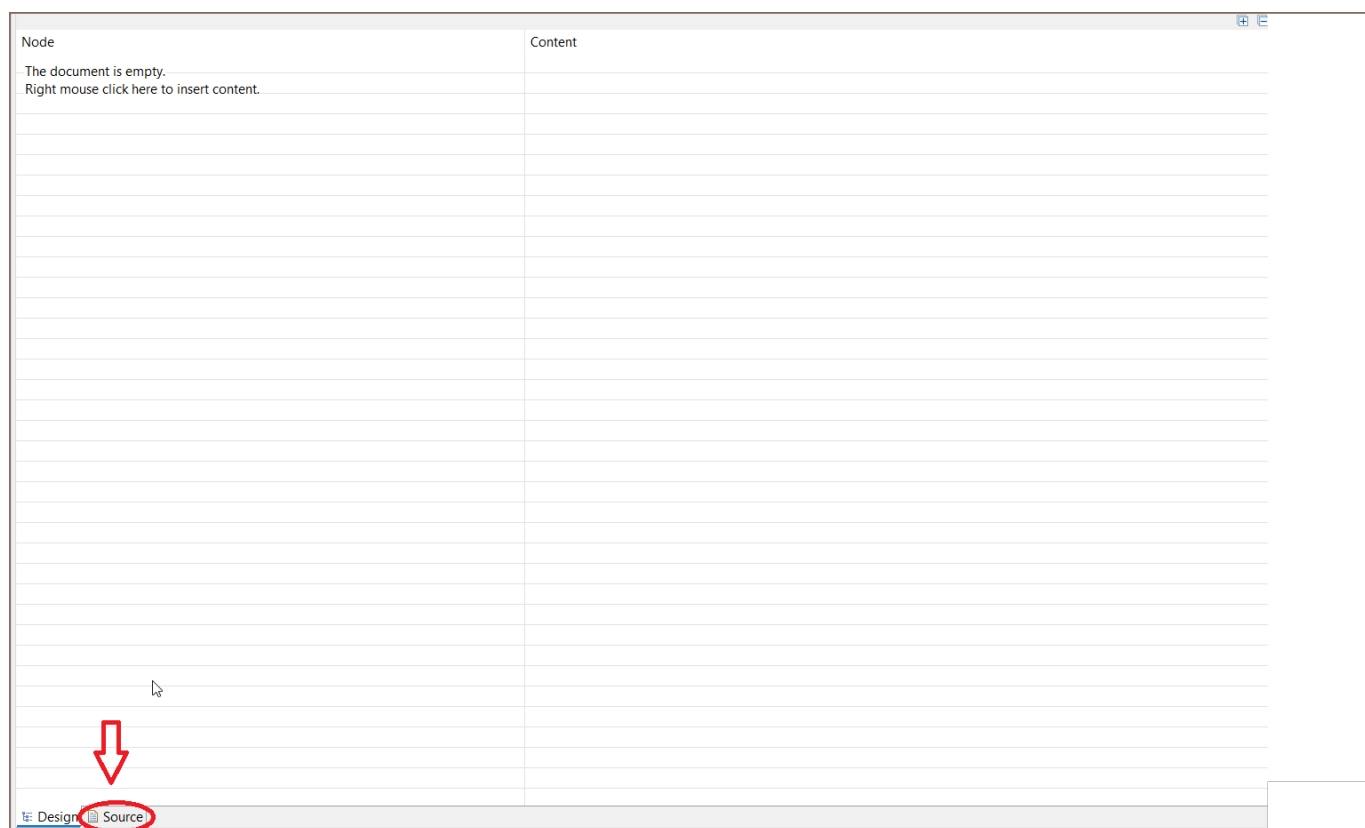 Node
Content
The document is empty.
Right mouse click here to insert content.
Design
Source